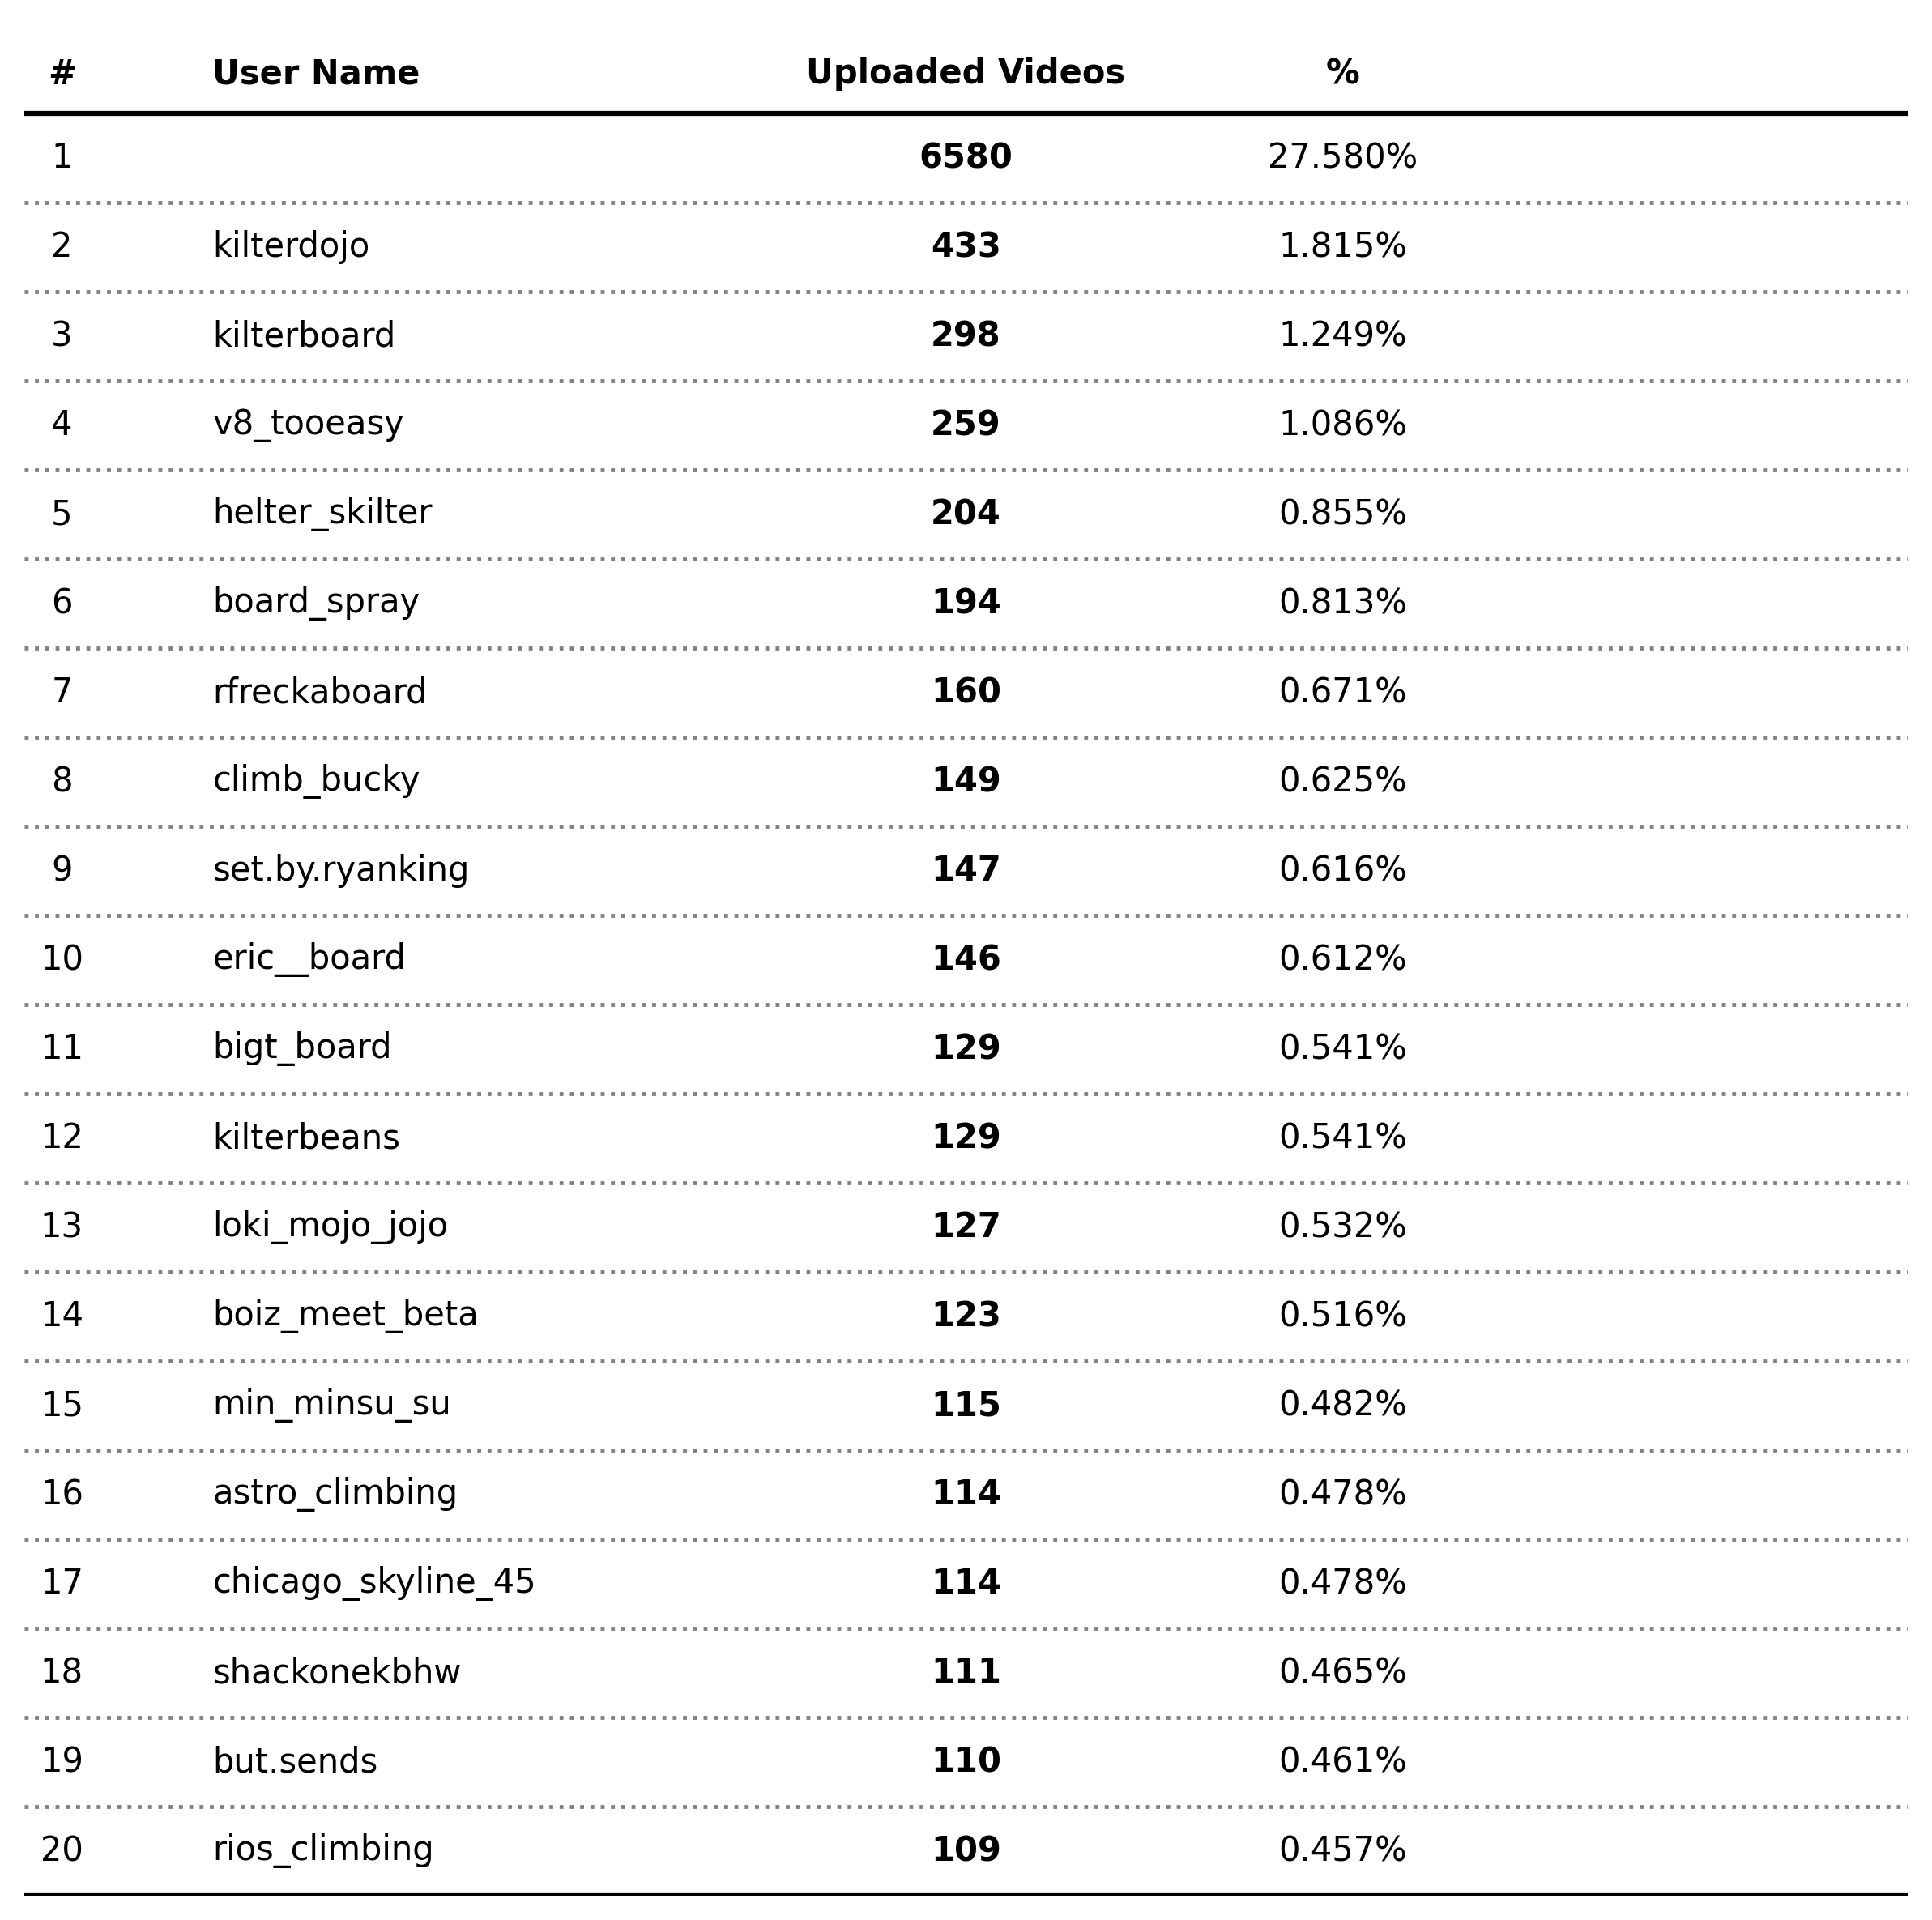 # User Name Uploaded Videos %
1 6580 27.580%
2 kilterdojo 433 1.815%
3 kilterboard 298 1.249%
4 v8_tooeasy 259 1.086%
5 helter_skilter 204 0.855%
6 board_spray 194 0.813%
7 rfreckaboard 160 0.671%
8 climb_bucky 149 0.625%
9 set.by.ryanking 147 0.616%
10 eric__board 146 0.612%
11 bigt_board 129 0.541%
12 kilterbeans 129 0.541%
13 loki_mojo_jojo 127 0.532%
14 boiz_meet_beta 123 0.516%
15 min_minsu_su 115 0.482%
16 astro_climbing 114 0.478%
17 chicago_skyline_45 114 0.478%
18 shackonekbhw 111 0.465%
19 but.sends 110 0.461%
20 rios_climbing 109 0.457%